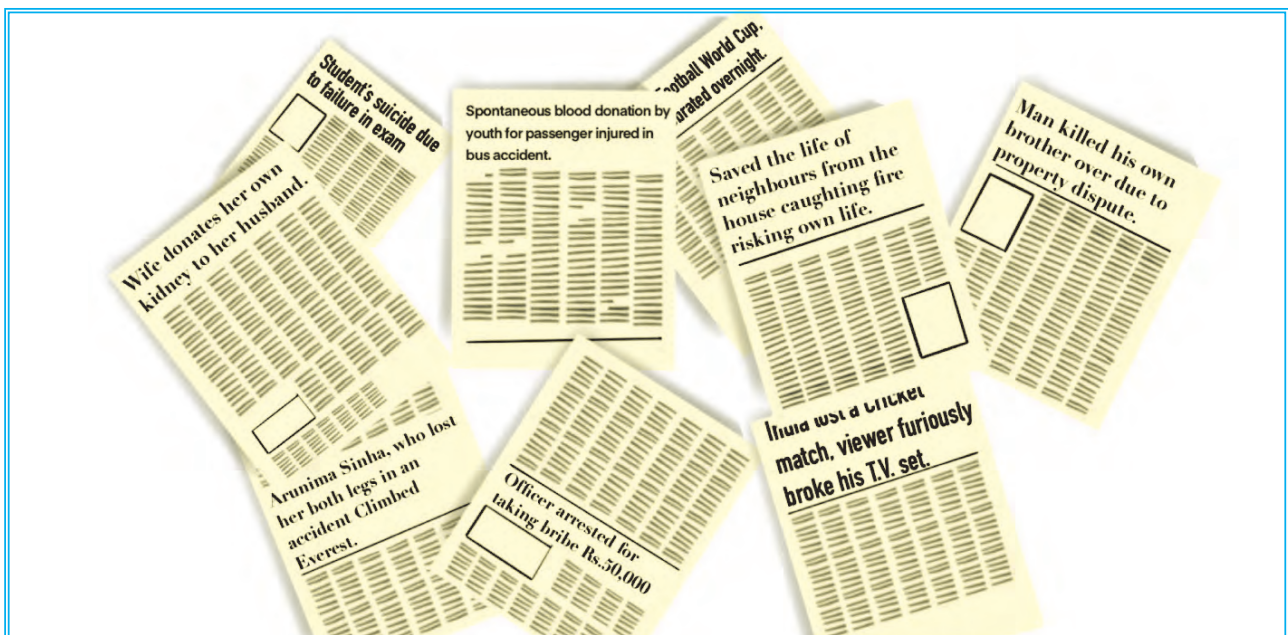 Student's suicide due
to failure in exam
Spontaneous blood donation by
youth for passenger injured in
bus accident.
World Cup,
overnight.
Saved the life of
neighbours from the
house caughting fire
risking own life.
Man killed his own
brother over due to
property dispute.
Wife donates her own
kidney to her husband.
Arunima Sinha, who lost
her both legs in an
accident Climbed
Everest.
Officer arrested for
taking bribe Rs.50,000
India lost a cricket
match, viewer furiously
broke his T.V. set.